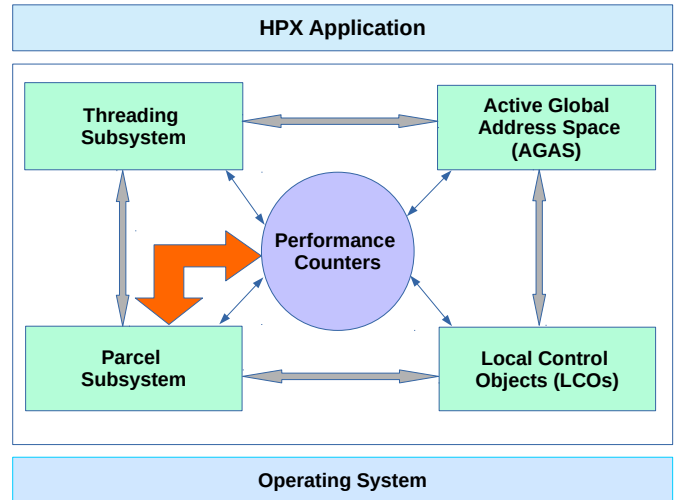 HPX Application
Threading
Subsystem
Active Global
Address Space
(AGAS)
Performance
Counters
Parcel
Subsystem
Local Control
Objects (LCOs)
Operating System